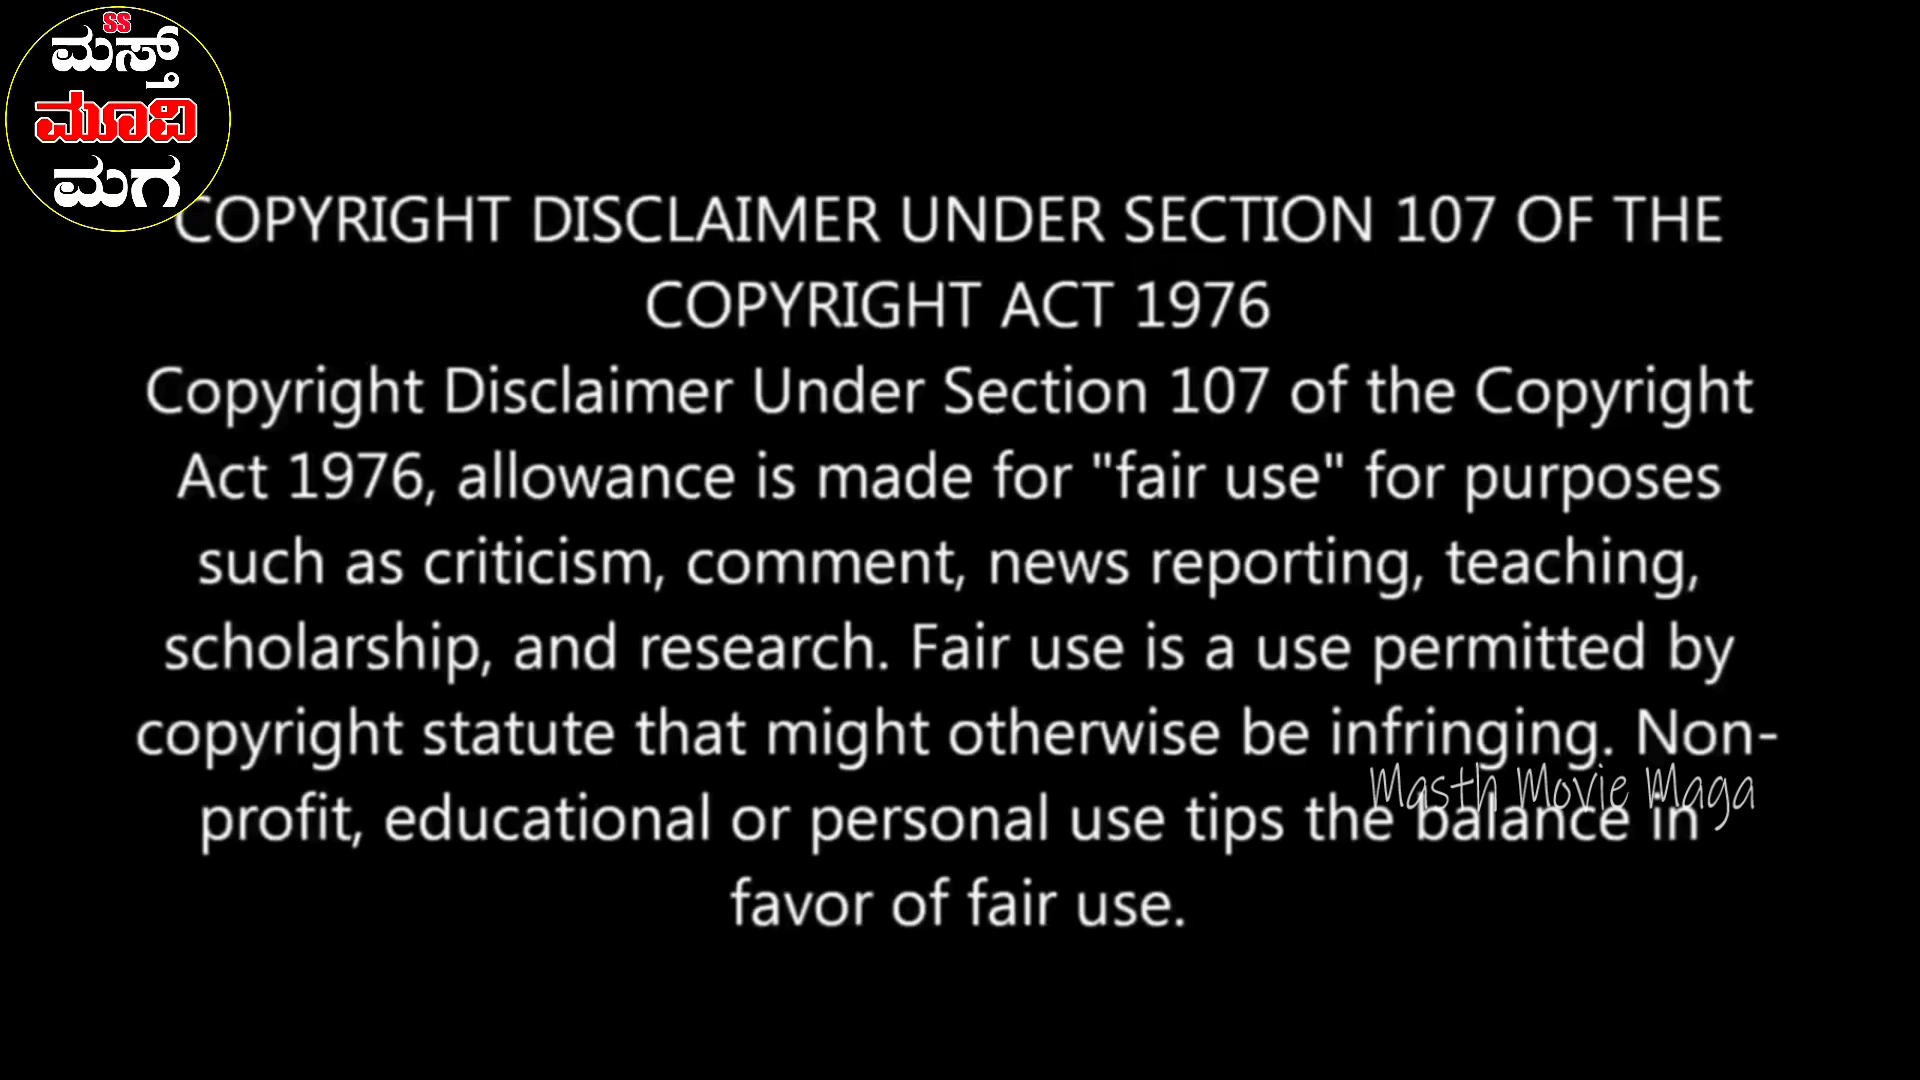 SS
ಮಸ್ತ್
ಮೂವಿ
ಮಗ
COPYRIGHT DISCLAIMER UNDER SECTION 107 OF THE
COPYRIGHT ACT 1976
Copyright Disclaimer Under Section 107 of the Copyright
Act 1976, allowance is made for "fair use" for purposes
such as criticism, comment, news reporting, teaching,
scholarship, and research. Fair use is a use permitted by
copyright statute that might otherwise be infringing. Non-
Masth Movie Maga
profit, educational or personal use tips the balance in
favor of fair use.